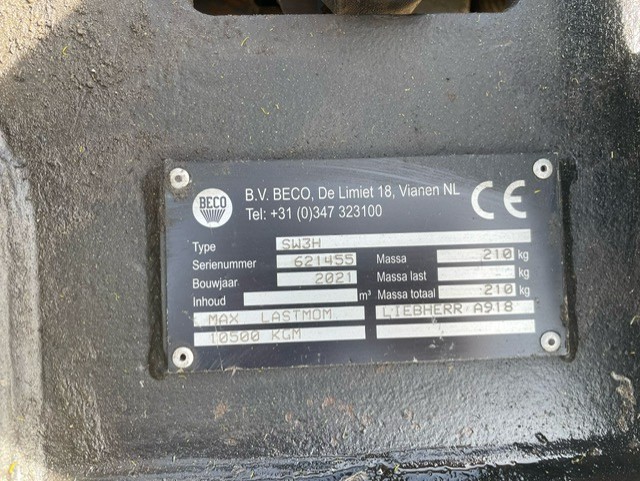 BECO
B.V. BECO, De Limiet 18, Vianen NL
Tel: +31 (0)347 323100
CE
Type SW3H
Serienummer 621455 Massa 210 kg
Bouwjaar 2021 Massa last kg
Inhoud m³ Massa totaal 210 kg
MAX LASTMOM. LIEBHERR A918
10500 KGM